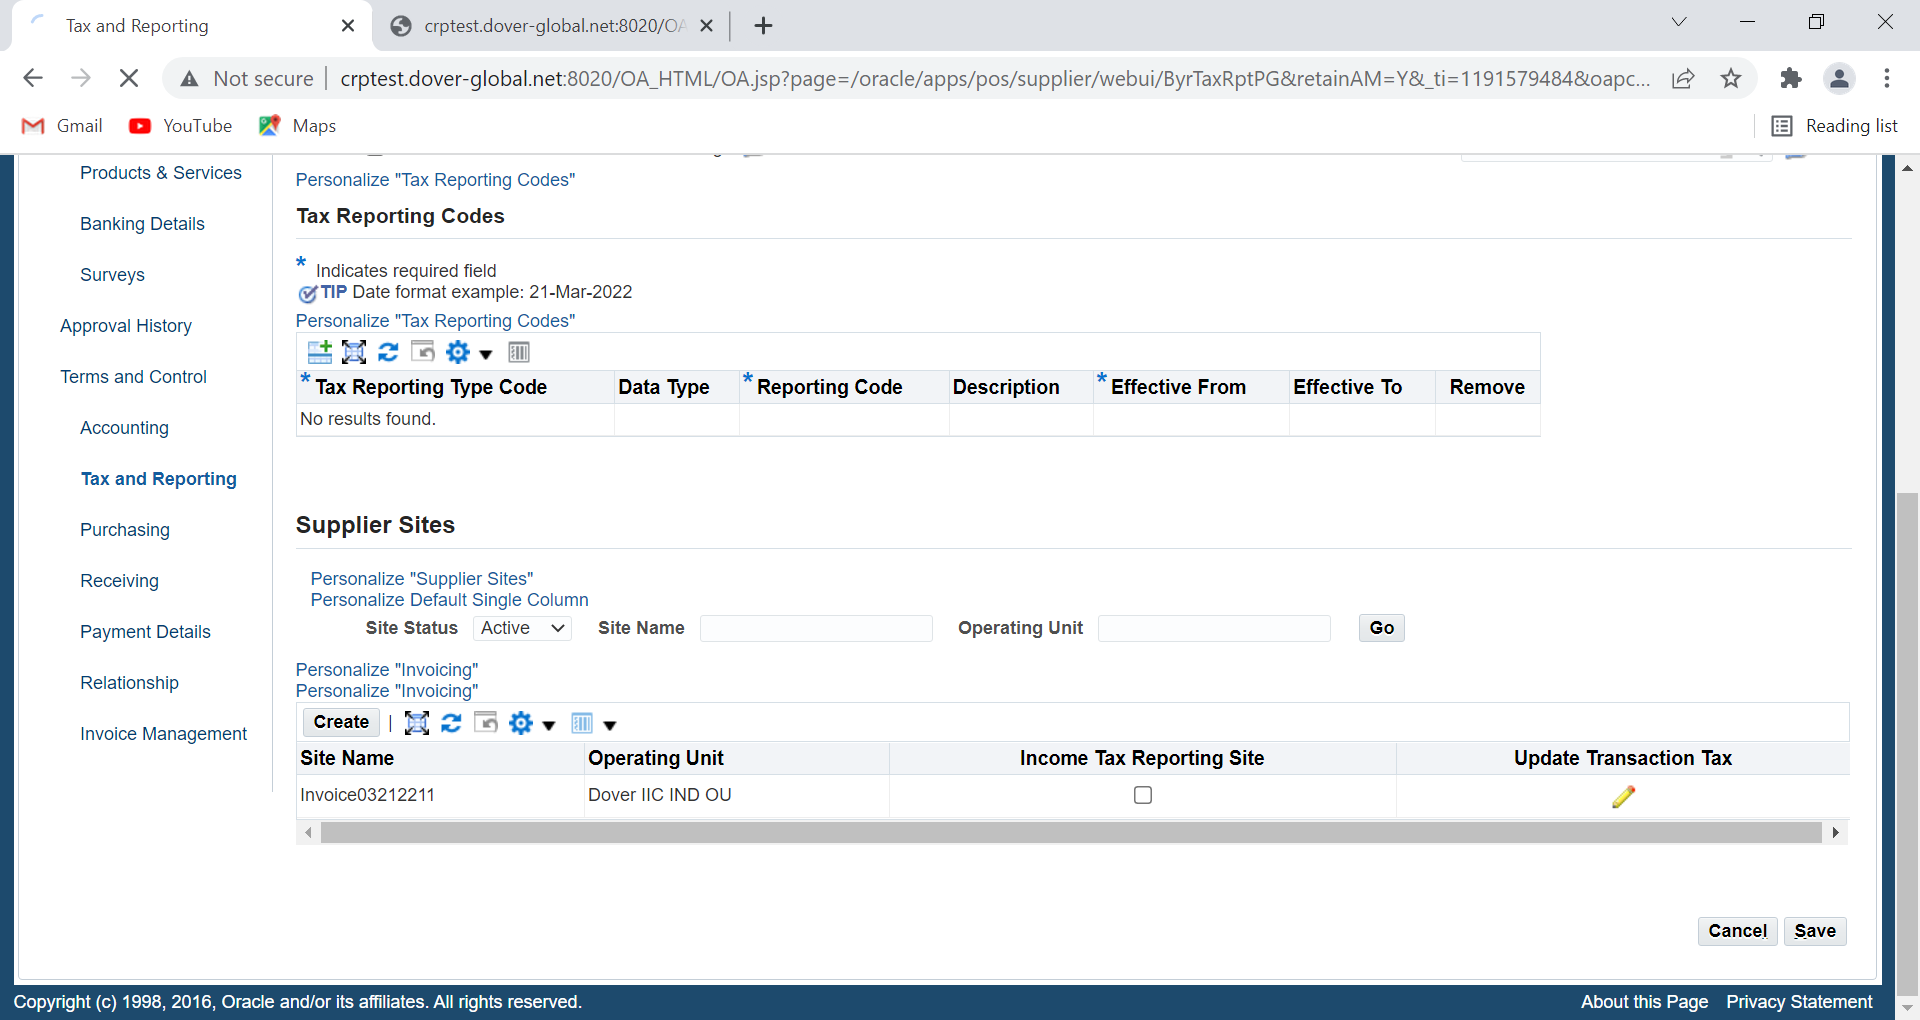 Tax and Reporting
crptest.dover-global.net:8020/OA
Not secure crptest.dover-global.net:8020/OA_HTML/OA.jsp?page=/oracle/apps/pos/supplier/webui/ByrTaxRptPG&retainAM=Y&_ti=1191579484&oapc...
Gmail YouTube Maps Reading list
Products & Services
Banking Details
Surveys
Approval History
Terms and Control
Accounting
Tax and Reporting
Purchasing
Receiving
Payment Details
Relationship
Invoice Management
Personalize "Tax Reporting Codes"
Tax Reporting Codes
* Indicates required field
TIP Date format example: 21-Mar-2022
Personalize "Tax Reporting Codes"
* Tax Reporting Type Code Data Type * Reporting Code Description * Effective From Effective To Remove
No results found.
Supplier Sites
Personalize "Supplier Sites"
Personalize Default Single Column
Site Status Active Site Name Operating Unit Go
Personalize "Invoicing"
Personalize "Invoicing"
Create
Site Name Operating Unit Income Tax Reporting Site Update Transaction Tax
Invoice03212211 Dover IIC IND OU
Cancel Save
Copyright (c) 1998, 2016, Oracle and/or its affiliates. All rights reserved. About this Page Privacy Statement